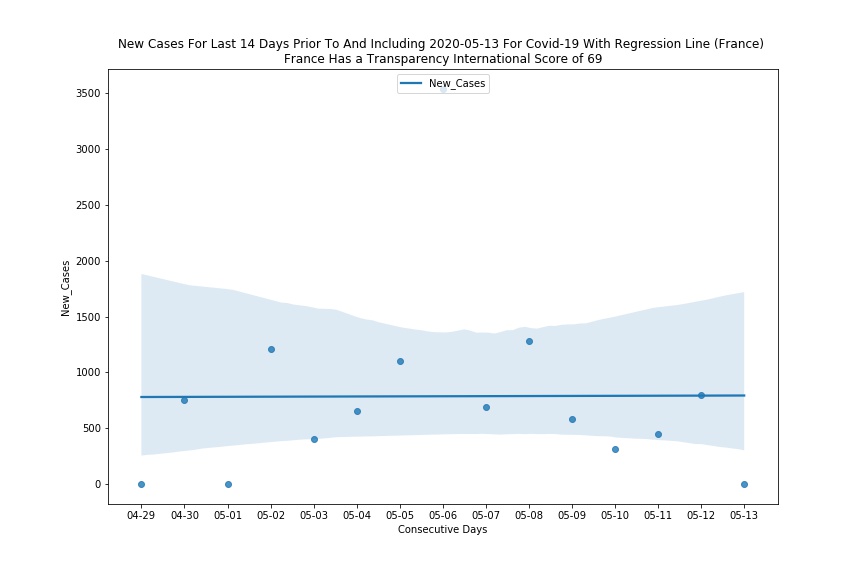 New Cases For Last 14 Days Prior To And Including 2020-05-13 For Covid-19 With Regression Line (France)
France Has a Transparency International Score of 69
New_Cases
3500
3000
2500
2000
1500
1000
500
0
New_Cases
04-29 04-30 05-01 05-02 05-03 05-04 05-05 05-06 05-07 05-08 05-09 05-10 05-11 05-12 05-13
Consecutive Days